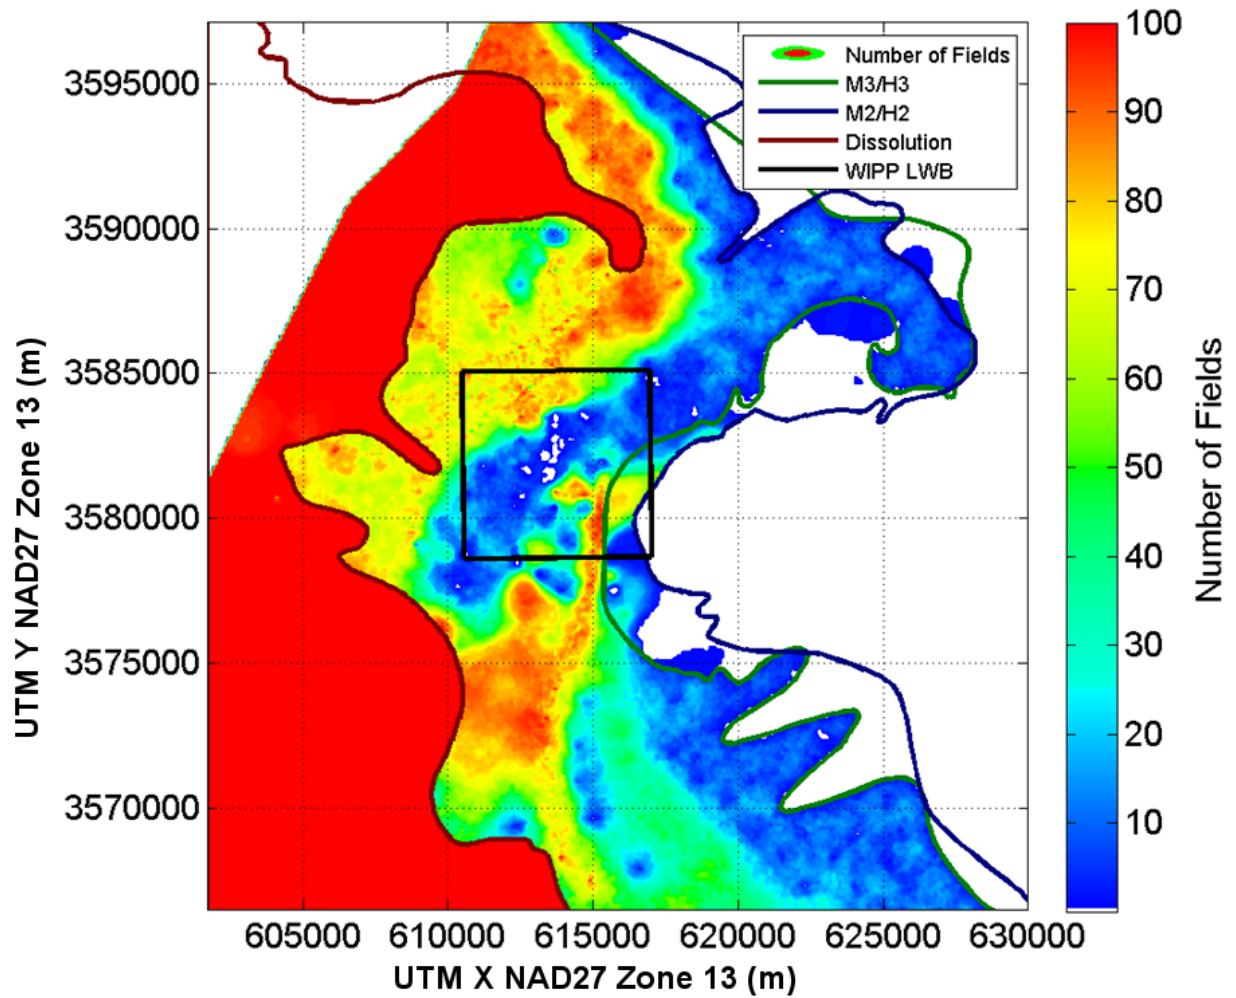 Number of Fields
M3/H3
M2/H2
Dissolution
WIPP LWB
3595000
3590000
3585000
3580000
3575000
3570000
UTM Y NAD27 Zone 13 (m)
605000 610000 615000 620000 625000 630000
UTM X NAD27 Zone 13 (m)
100
90
80
70
60
50
40
30
20
10
Number of Fields